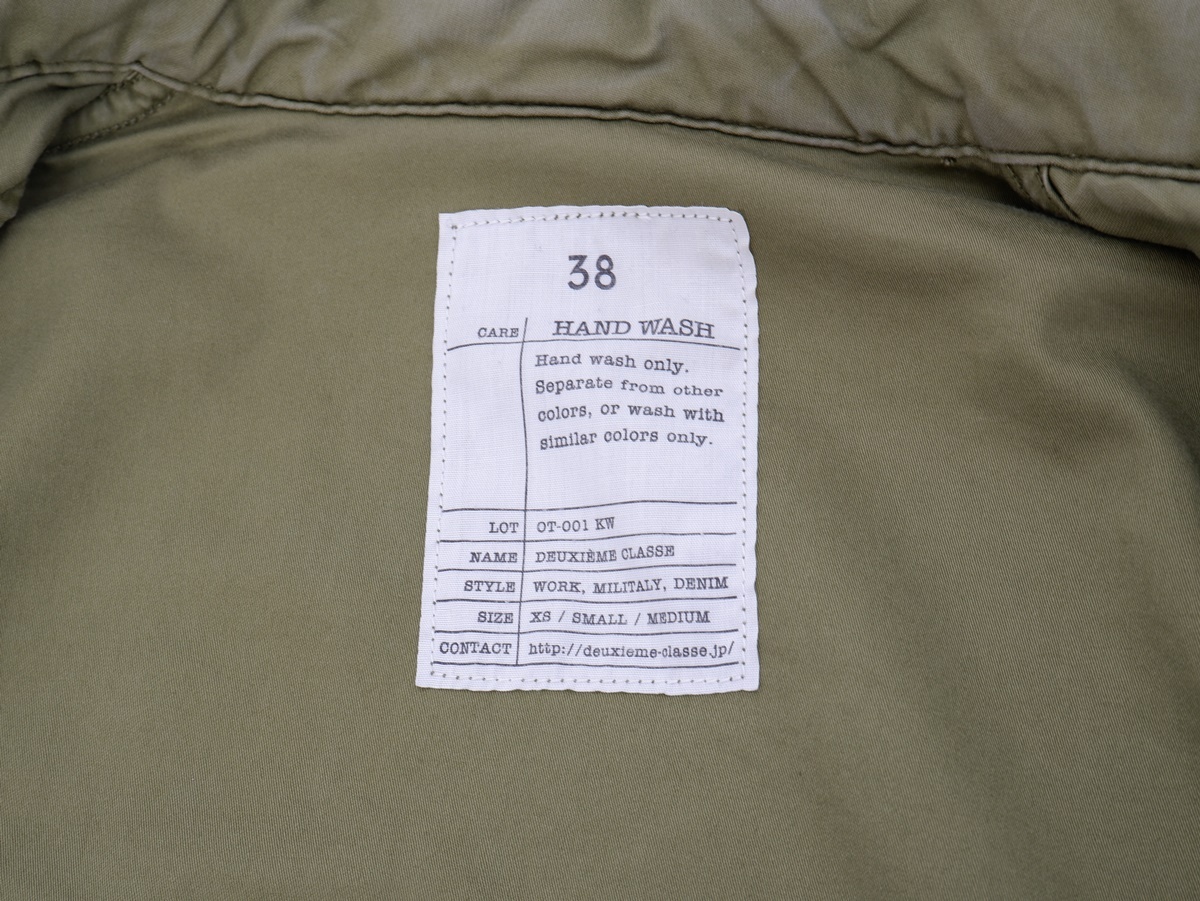 38
CARE HAND WASH
Hand wash only.
Separate from other
colors, or wash with
similar colors only.
LOT OT-001 KW
NAME DEUXIÈME CLASSE
STYLE WORK, MILITALY, DENIM
SIZE XS / SMALL / MEDIUM
CONTACT http://deuxieme-classe.jp/